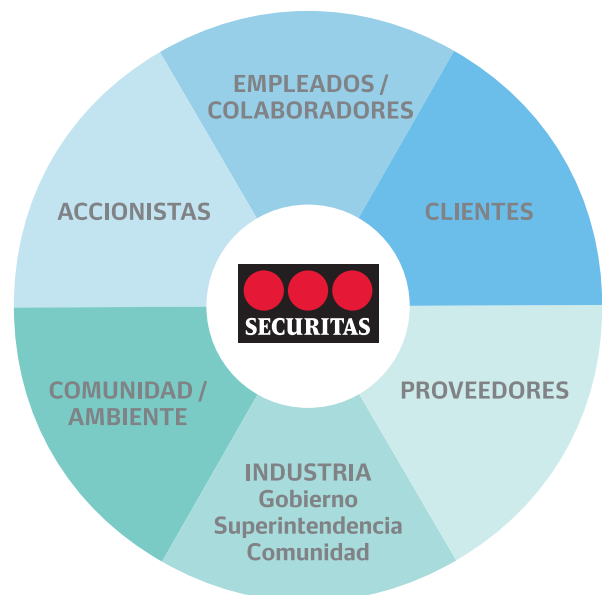 EMPLEADOS /
COLABORADORES
ACCIONISTAS
CLIENTES
SECURITAS
COMUNIDAD /
AMBIENTE
PROVEEDORES
INDUSTRIA
Gobierno
Superintendencia
Comunidad